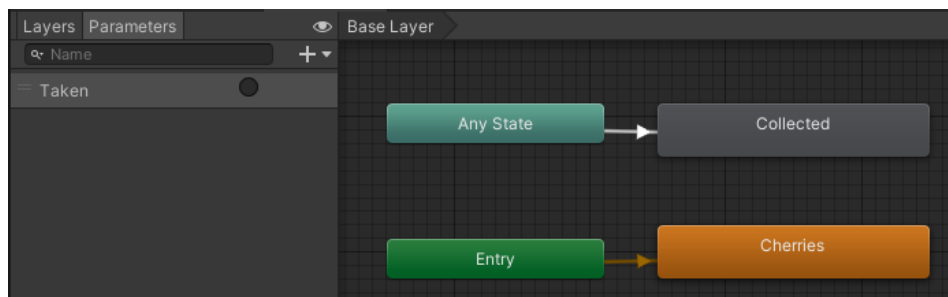 Layers Parameters
Base Layer
Name
Taken
Any State
Collected
Entry
Cherries